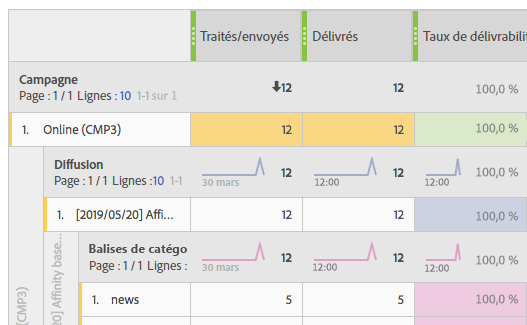 Traités/envoyés Délivrés Taux de délivrabilit
Campagne
Page : 1 / 1 Lignes : 10 1-1 sur 1 12 12 100,0 %
1. Online (CMP3) 12 12 100,0 %
Diffusion
Page : 1 / 1 Lignes :10 1-1 30 mars 12 12:00 12 12:00 100,0 %
1. [2019/05/20] Affi... 12 12 100,0 %
Balises de catégo
Page : 1 / 1 Lignes : 30 mars 12 12:00 12 12:00 100,0 %
1. news 5 5 100,0 %
(CMP3)
20] Affinity base...